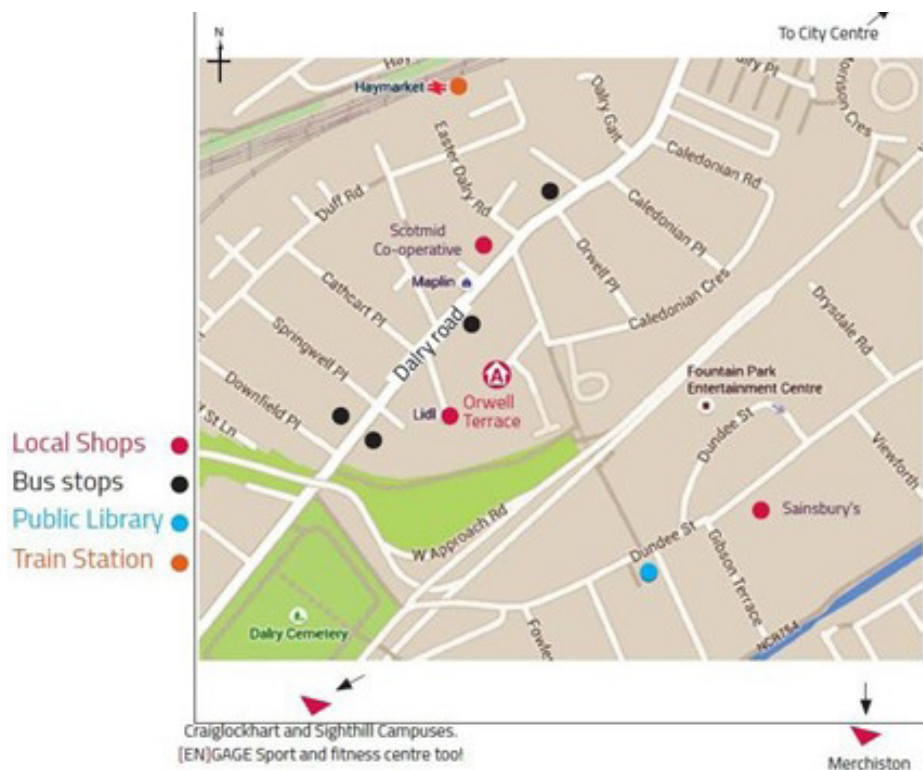 N
To City Centre
Haymarket
Dalry Gait
Easter Dalry Rd
Duff Rd
Caledonian Rd
Caledonian Pl
Orwell Pl
Caledonian Cres
Scotmid
Co-operative
Maplin
Cathcart Pl
Springwell Pl
Downfield Pl
Dalry road
Drysdale Rd
Fountain Park
Entertainment Centre
A
Orwell
Terrace
Lidl
St Ln
Dundee St
Viewforth
Local Shops
Bus stops
Public Library
Train Station
Sainsbury's
W Approach Rd
Dundee St
Gibson Terrace
Dalry Cemetery
NCR754
Craiglockhart and Sighthill Campuses.
[EN]GAGE Sport and fitness centre too!
Merchiston